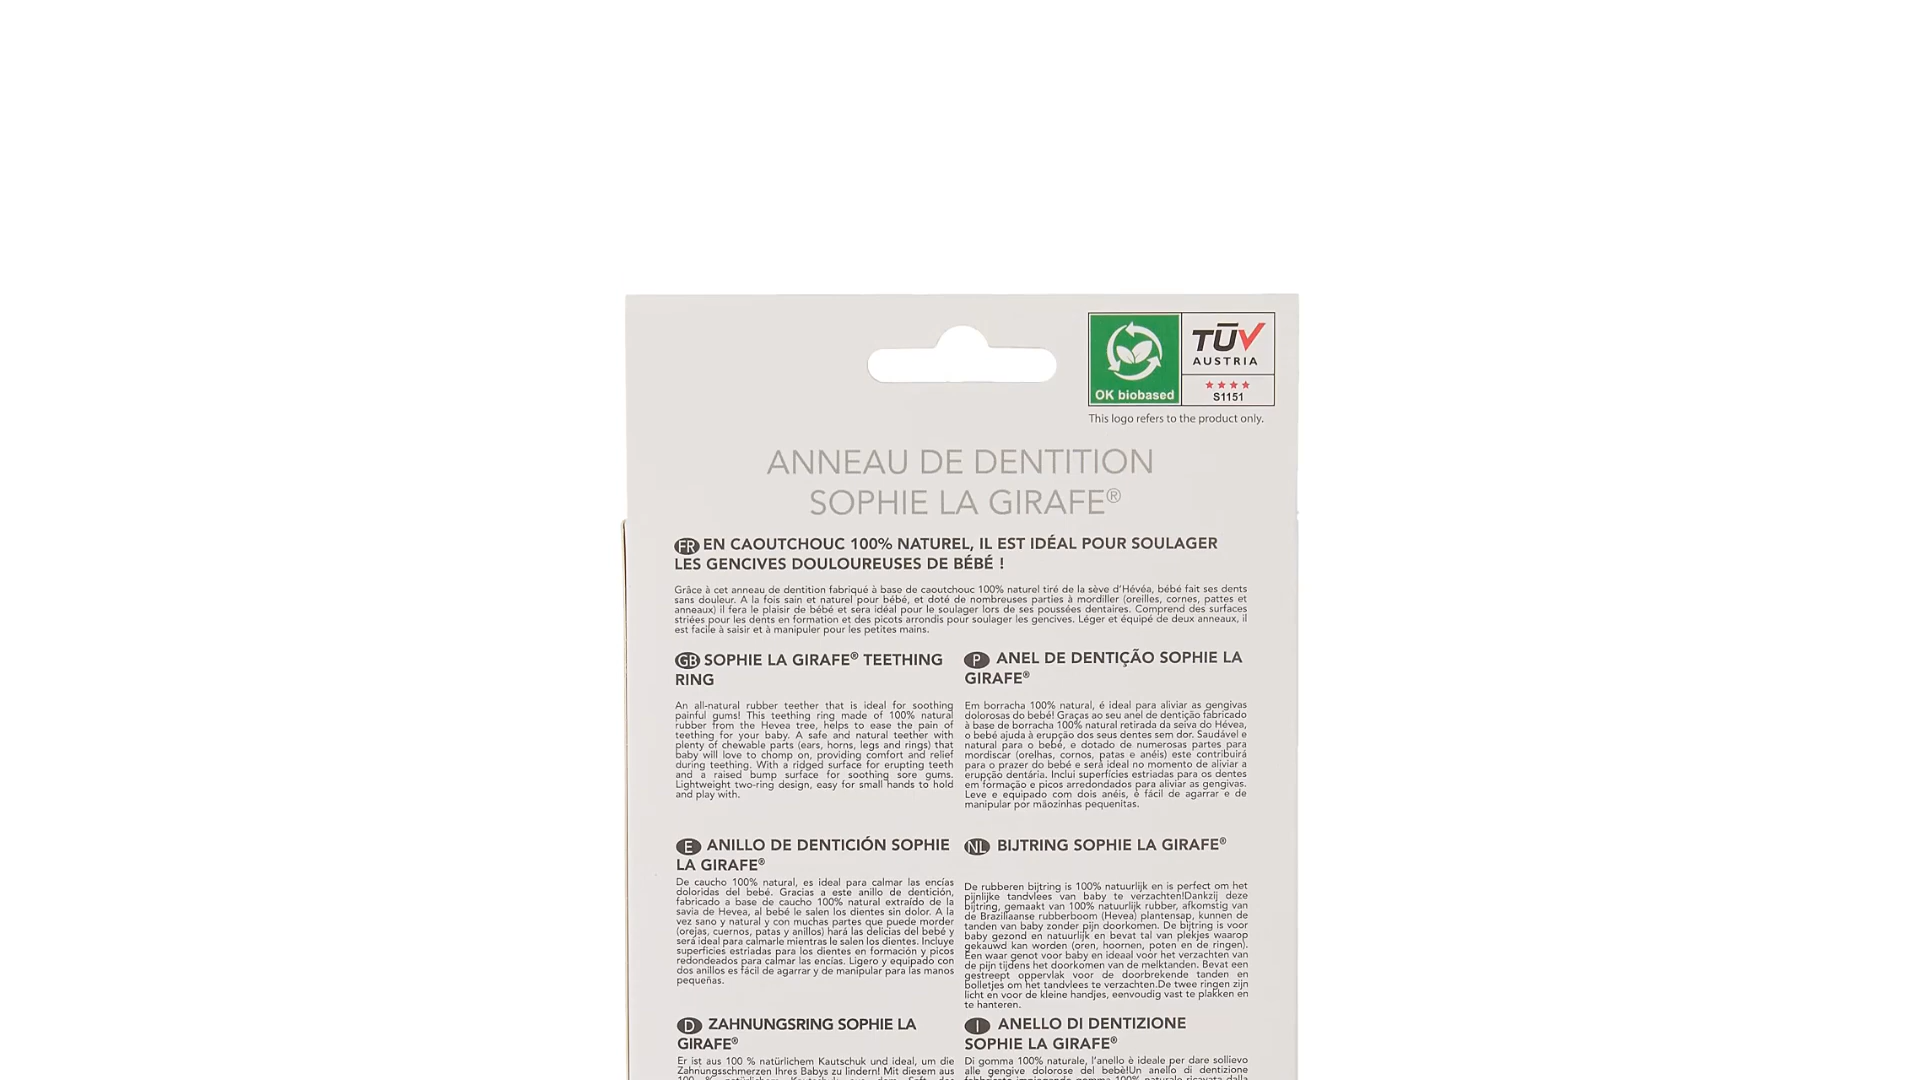 OK biobased
TÜV
AUSTRIA
S1151
This logo refers to the product only.
ANNEAU DE DENTITION
SOPHIE LA GIRAFE®
FR EN CAOUTCHOUC 100% NATUREL, IL EST IDÉAL POUR SOULAGER
LES GENCIVES DOULOUREUSES DE BÉBÉ !
Grâce à cet anneau de dentition fabriqué à base de caoutchouc 100% naturel tiré de la sève d'Hévéa, bébé fait ses dents
sans douleur. A la fois sain et naturel pour bébé, et doté de nombreuses parties à mordiller (oreilles, cornes, pattes et
anneaux) il fera le plaisir de bébé et sera idéal pour le soulager lors de ses poussées dentaires. Comprend des surfaces
striées pour les dents en formation et des picots arrondis pour soulager les gencives. Léger et équipé de deux anneaux, il
est facile à saisir et à manipuler pour les petites mains.
GB SOPHIE LA GIRAFE® TEETHING
RING
An all-natural rubber teether that is ideal for soothing
painful gums! This teething ring made of 100% natural
rubber from the Hevea tree, helps to ease the pain of
teething for your baby. A safe and natural teether with
plenty of chewable parts (ears, horns, legs and rings) that
baby will love to chomp on, providing comfort and relief
during teething. With a ridged surface for erupting teeth
and a raised bump surface for soothing sore gums.
Lightweight two-ring design, easy for small hands to hold
and play with.
P ANEL DE DENTIÇÃO SOPHIE LA
GIRAFE®
Em borracha 100% natural, é ideal para aliviar as gengivas
dolorosas do bebé! Graças ao seu anel de dentição fabricado
à base de borracha 100% natural retirada da seiva do Hévea,
o bebé ajuda à erupção dos seus dentes sem dor. Saudável e
natural para o bebé, e dotado de numerosas partes para
mordiscar (orelhas, cornos, patas e anéis) este contribuirá
para o prazer do bebé e será ideal no momento de aliviar a
erupção dentária. Inclui superfícies estriadas para os dentes
em formação e picos arredondados para aliviar as gengivas.
Leve e equipado com dois anéis, é fácil de agarrar e de
manipular por mãozinhas pequenitas.
E ANILLO DE DENTICIÓN SOPHIE
LA GIRAFE®
De caucho 100% natural, es ideal para calmar las encías
doloridas del bebé. Gracias a este anillo de dentición,
fabricado a base de caucho 100% natural extraído de la
savia de Hevea, al bebé le salen los dientes sin dolor. A la
vez sano y natural y con muchas partes que puede morder
(orejas, cuernos, patas y anillos) hará las delicias del bebé y
será ideal para calmarle mientras le salen los dientes. Incluye
superficies estriadas para los dientes en formación y picos
redondeados para calmar las encías. Ligero y equipado con
dos anillos es fácil de agarrar y de manipular para las manos
pequeñas.
NL BIJTRING SOPHIE LA GIRAFE®
De rubberen bijtring is 100% natuurlijk en is perfect om het
pijnlijke tandvlees van baby te verzachten!Dankzij deze
bijtring, gemaakt van 100% natuurlijk rubber, afkomstig van
de Braziliaanse rubberboom (Hevea) plantensap, kunnen de
tanden van baby zonder pijn doorkomen. De bijtring is voor
baby gezond en natuurlijk en bevat tal van plekjes waarop
gekauwd kan worden (oren, hoornen, poten en de ringen).
Een waar genot voor baby en ideaal voor het verzachten van
de pijn tijdens het doorkomen van de melktanden. Bevat een
gestreept oppervlak voor de doorbrekende tanden en
bolletjes om het tandvlees te verzachten.De twee ringen zijn
licht en voor de kleine handjes, eenvoudig vast te plakken en
te hanteren.
D ZAHNUNGSRING SOPHIE LA
GIRAFE®
Er ist aus 100 % natürlichem Kautschuk und ideal, um die
Zahnungsschmerzen Ihres Babys zu lindern! Mit diesem aus
I ANELLO DI DENTIZIONE
SOPHIE LA GIRAFE®
Di gomma 100% naturale, l'anello è ideale per dare sollievo
alle gengive dolorose del bebè!Un anello di dentizione